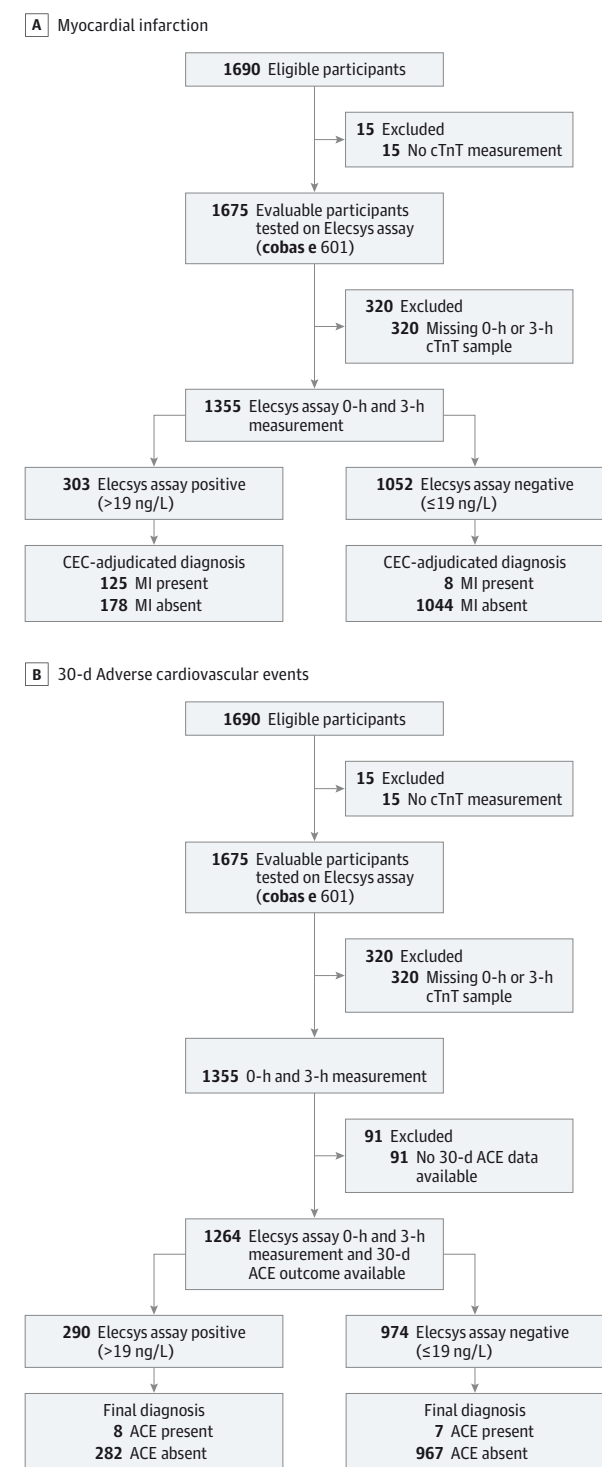 A Myocardial infarction
1690 Eligible participants
15 Excluded
15 No cTnT measurement
1675 Evaluable participants
tested on Elecsys assay
(cobas e 601)
320 Excluded
320 Missing 0-h or 3-h
cTnT sample
1355 Elecsys assay 0-h and 3-h
measurement
303 Elecsys assay positive
(>19 ng/L)
1052 Elecsys assay negative
(≤19 ng/L)
CEC-adjudicated diagnosis
125 MI present
178 MI absent
CEC-adjudicated diagnosis
8 MI present
1044 MI absent
B 30-d Adverse cardiovascular events
1690 Eligible participants
15 Excluded
15 No cTnT measurement
1675 Evaluable participants
tested on Elecsys assay
(cobas e 601)
320 Excluded
320 Missing 0-h or 3-h
cTnT sample
1355 0-h and 3-h measurement
91 Excluded
91 No 30-d ACE data
available
1264 Elecsys assay 0-h and 3-h
measurement and 30-d
ACE outcome available
290 Elecsys assay positive
(>19 ng/L)
974 Elecsys assay negative
(≤19 ng/L)
Final diagnosis
8 ACE present
282 ACE absent
Final diagnosis
7 ACE present
967 ACE absent